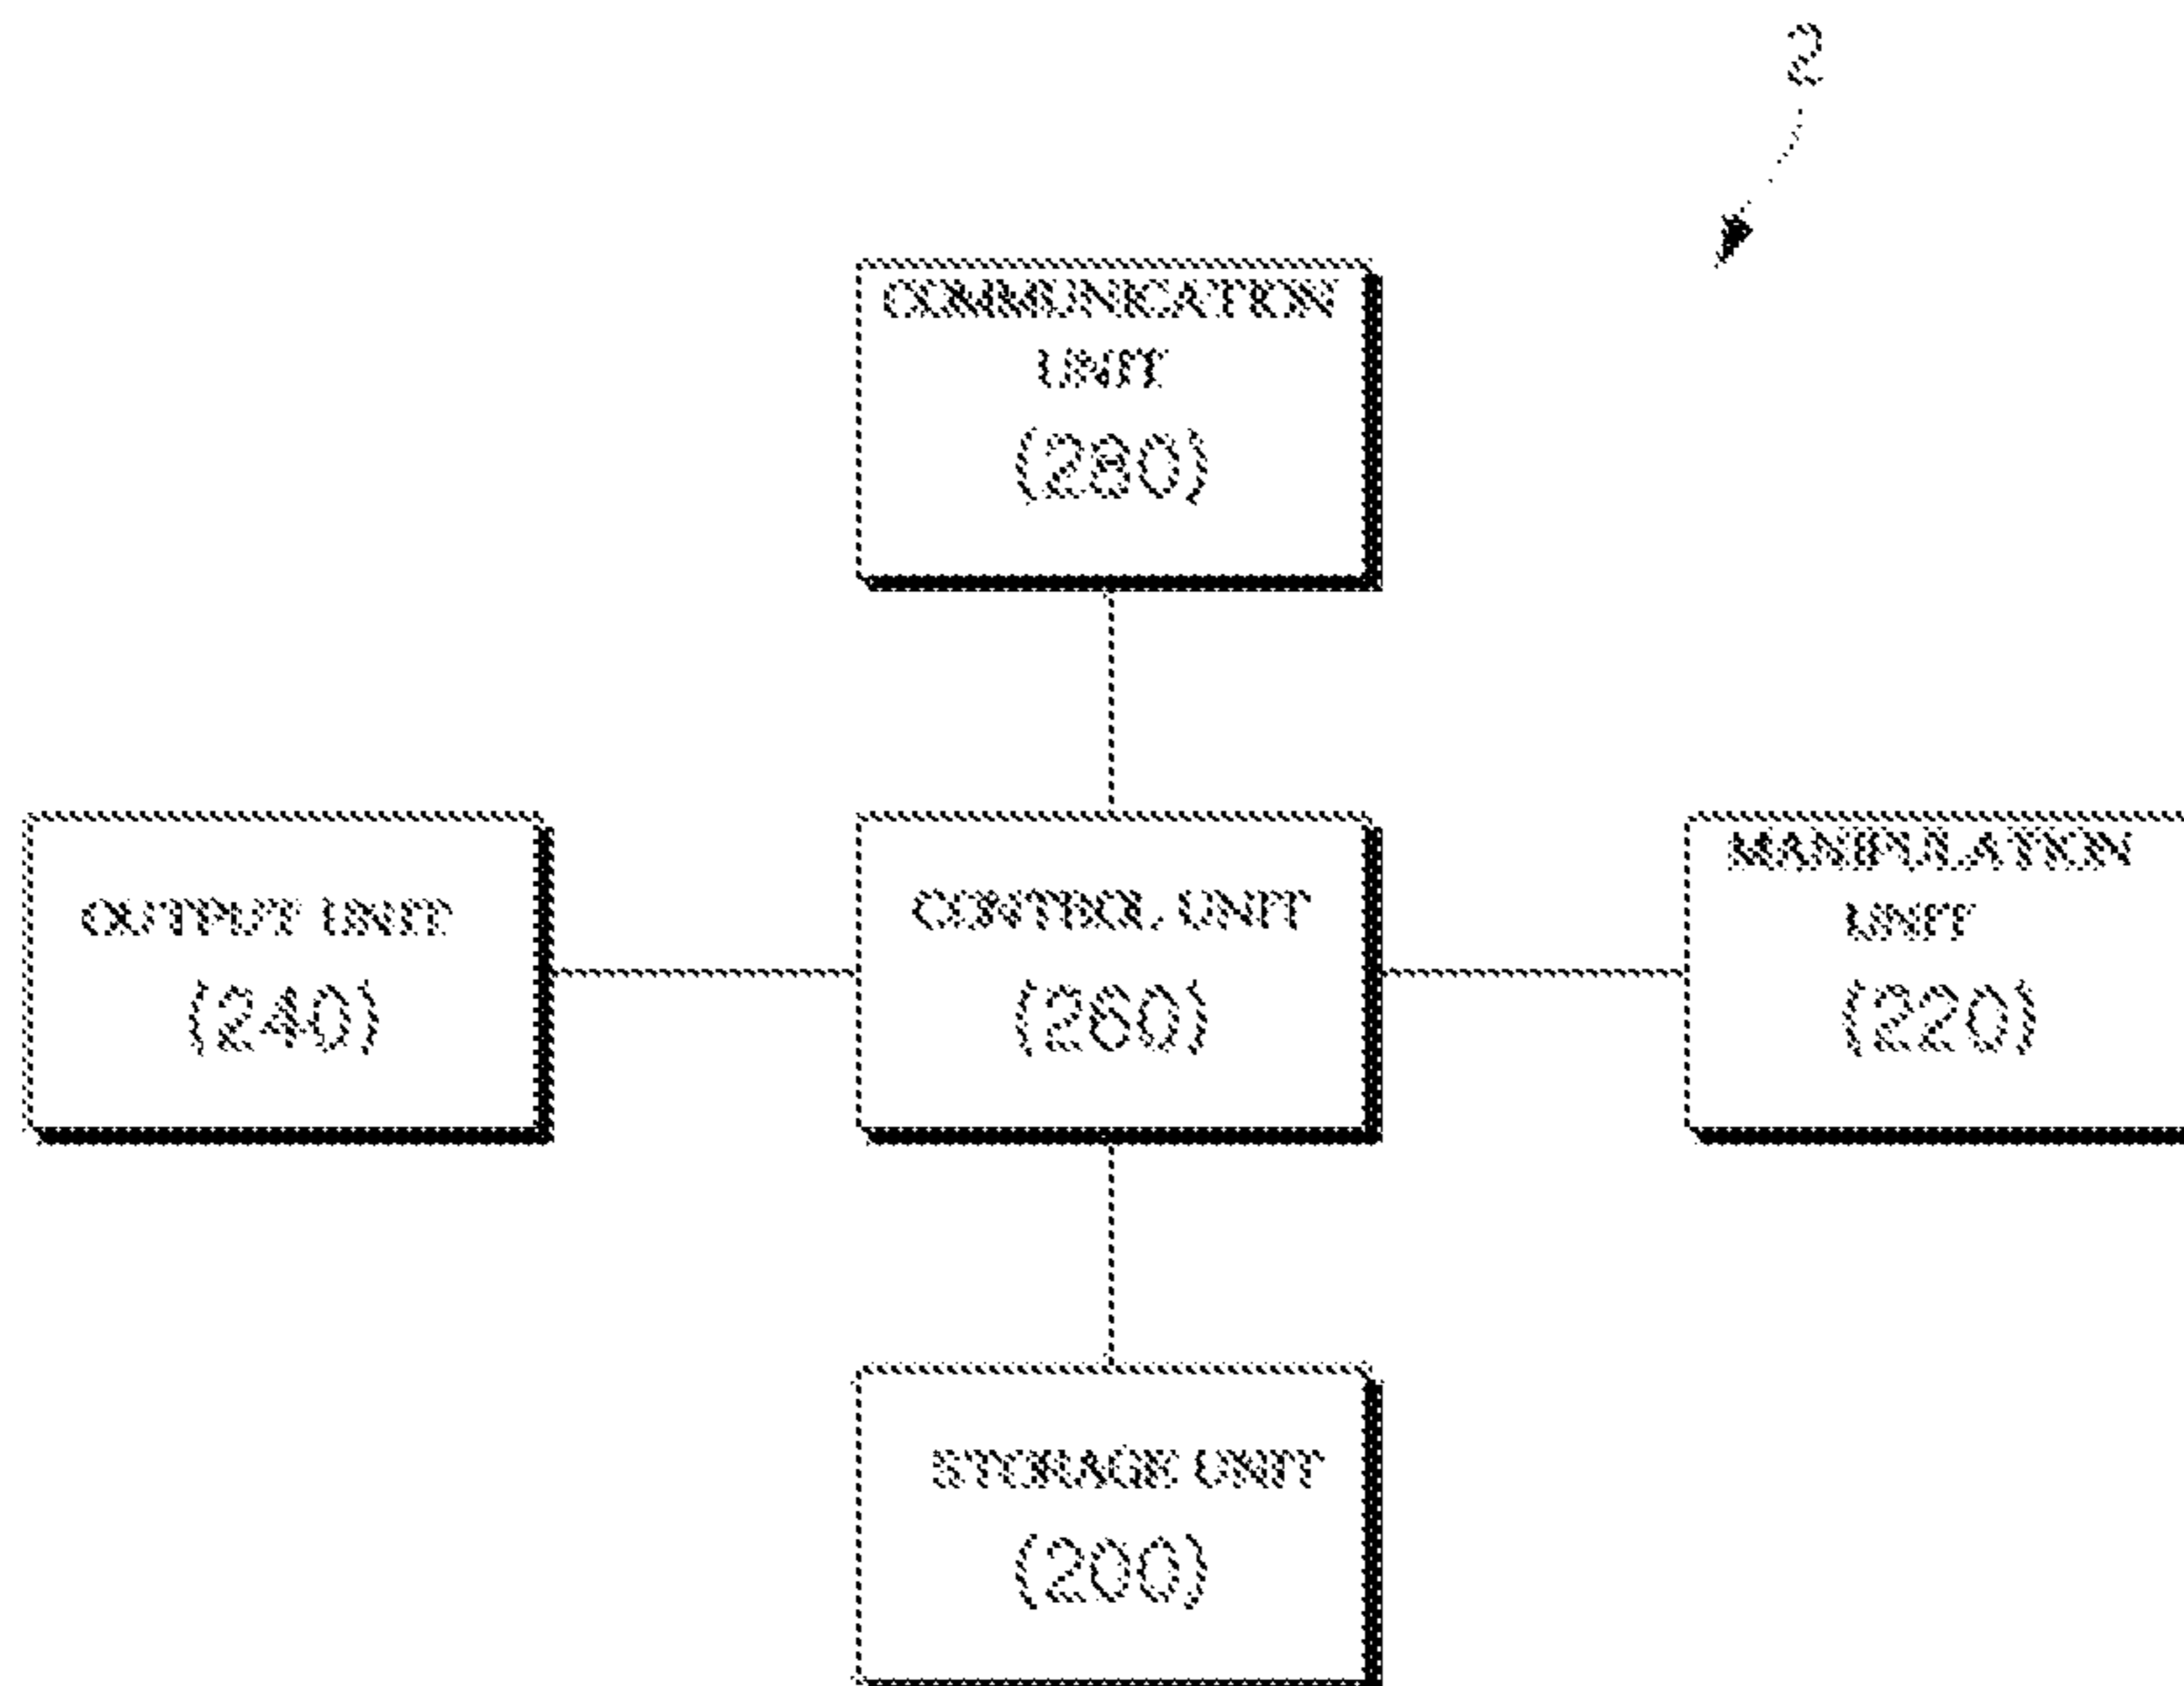 2
COMMUNICATION
UNIT
(280)
OUTPUT UNIT
(240)
CONTROL UNIT
(260)
MANIPULATION
UNIT
(220)
STORAGE UNIT
(200)